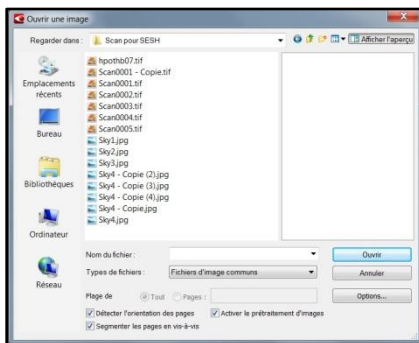 Ouvrir une image
Regarder dans : Scan pour SESH Afficher l'aperçu
Emplacements récents
Bureau
Bibliothèques
Ordinateur
Réseau
hpothb07.tif
Scan0001 - Copie.tif
Scan0001.tif
Scan0002.tif
Scan0003.tif
Scan0004.tif
Scan0005.tif
Sky1.jpg
Sky2.jpg
Sky3.jpg
Sky4 - Copie (2).jpg
Sky4 - Copie (3).jpg
Sky4 - Copie (4).jpg
Sky4 - Copie.jpg
Sky4.jpg
Nom du fichier : Ouvrir
Types de fichiers : Fichiers d'image communs Annuler
Plage de Tout Pages : Options...
Détecter l'orientation des pages Activer le prétraitement d'images
Segmenter les pages en vis-à-vis